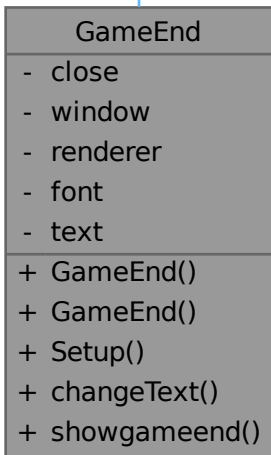 GameEnd
- close
- window
- renderer
- font
- text
+ GameEnd()
+ GameEnd()
+ Setup()
+ changeText()
+ showgameend()